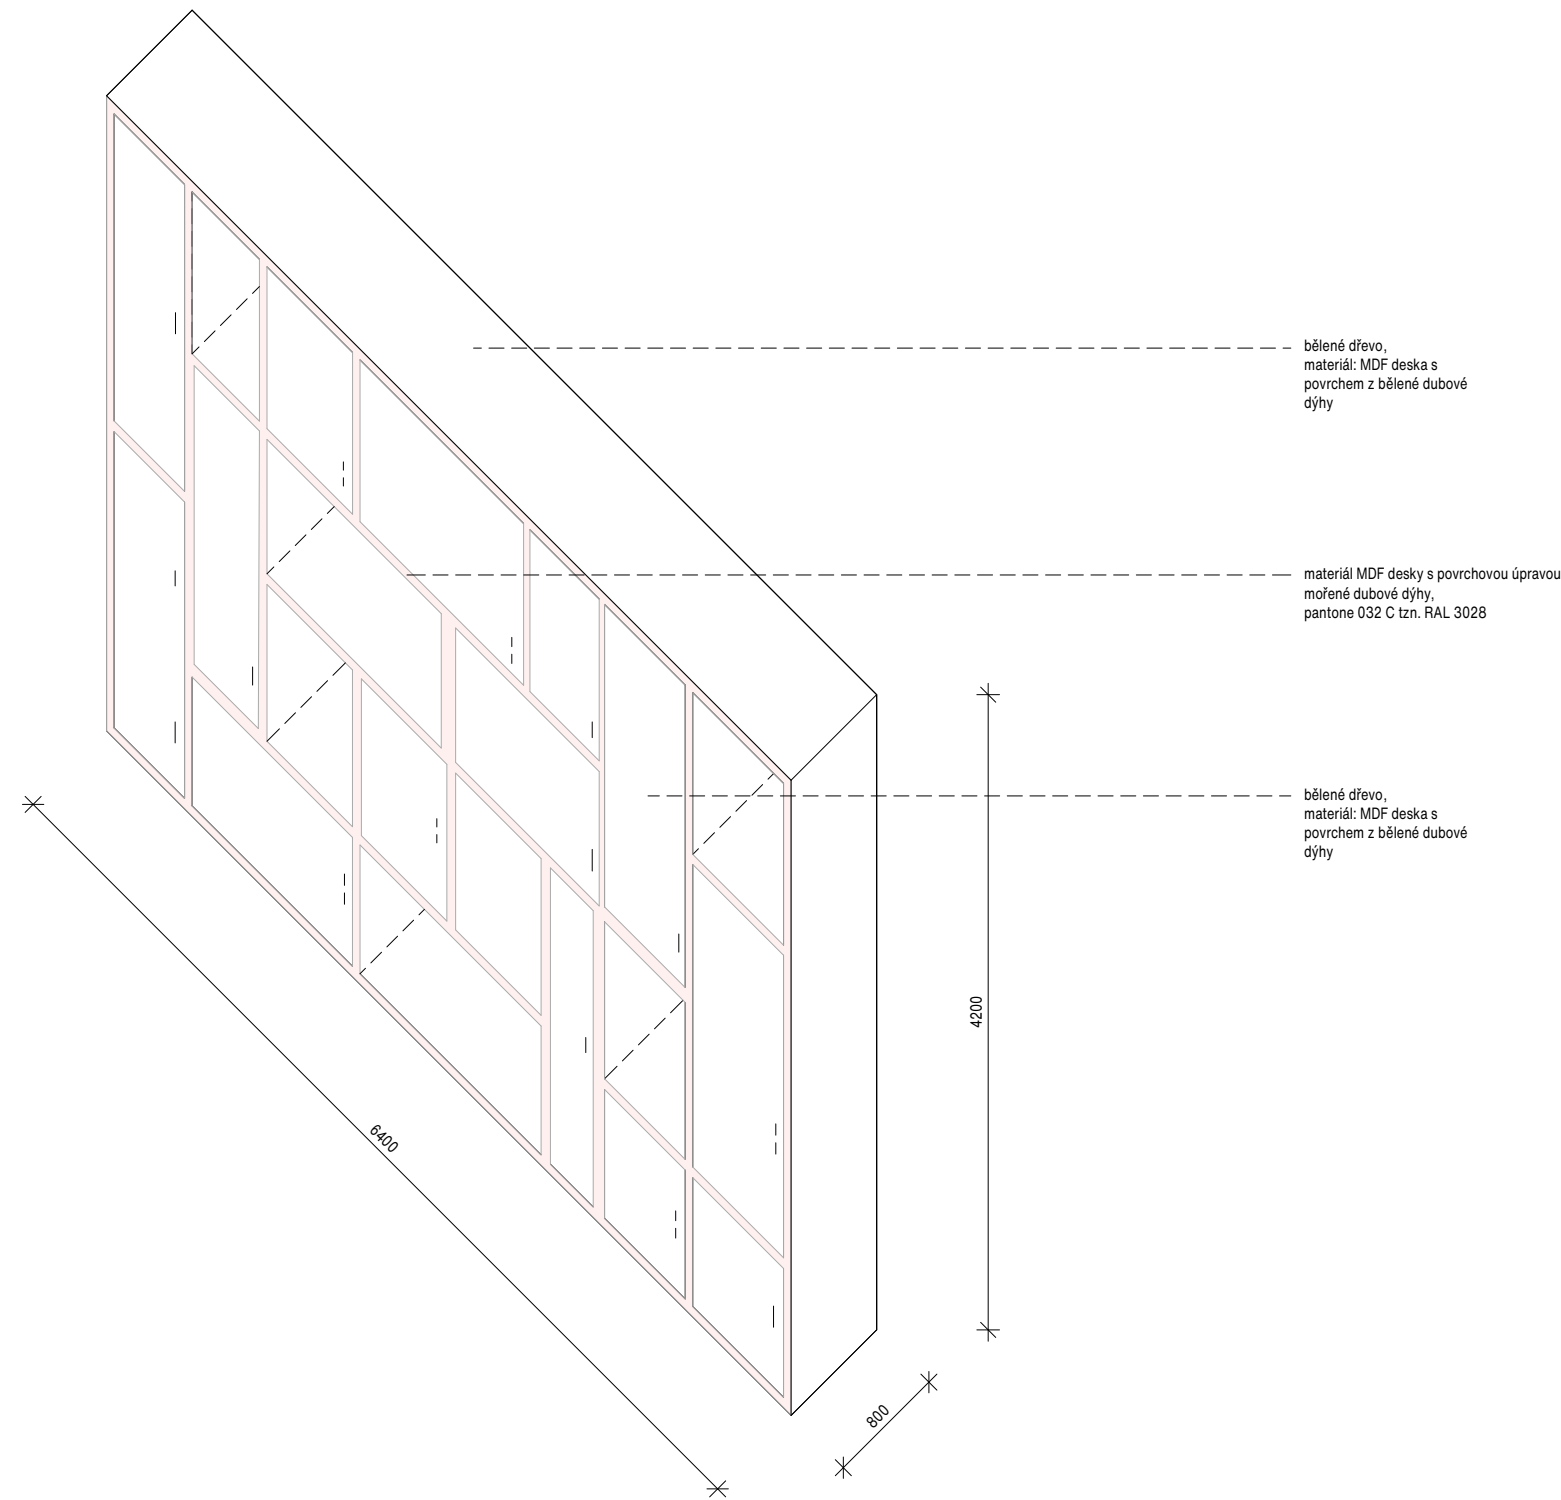 bělené dřevo,
materiál: MDF deska s
povrchem z bělené dubové
dýhy
materiál MDF desky s povrchovou úpravou
mořené dubové dýhy,
pantone 032 C tzn. RAL 3028
bělené dřevo,
materiál: MDF deska s
povrchem z bělené dubové
dýhy
4200
6400
800